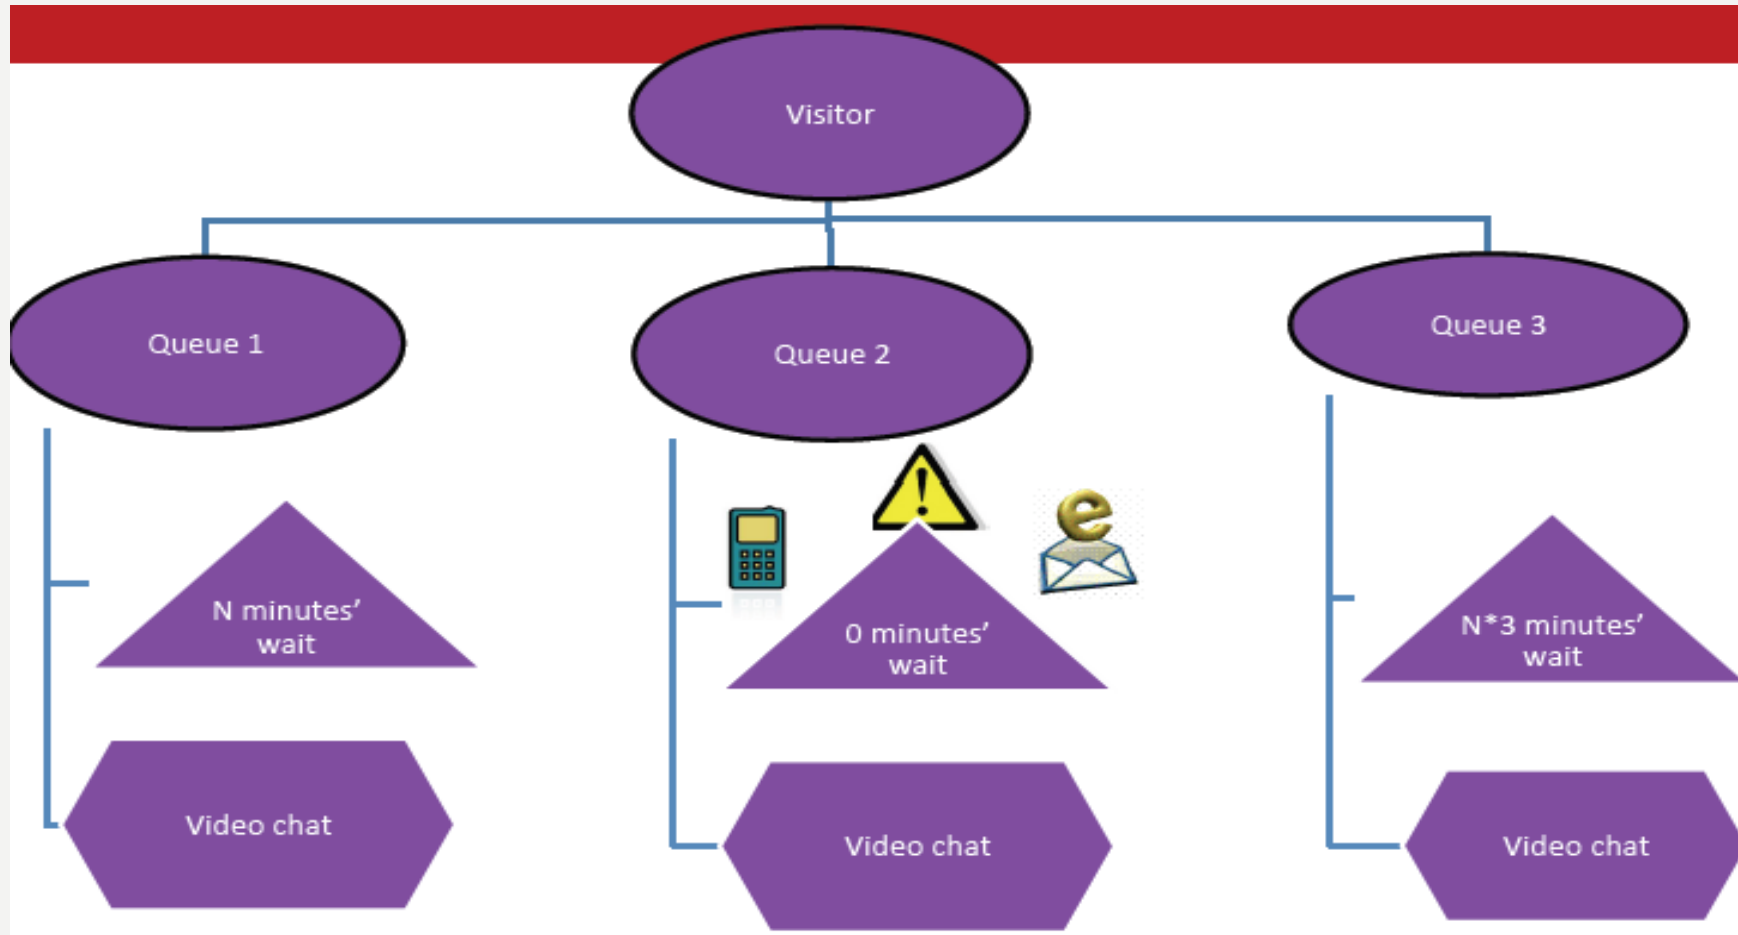 Visitor
Queue 1
Queue 2
Queue 3
N minutes’
wait
0 minutes’
wait
N*3 minutes’
wait
Video chat
Video chat
Video chat